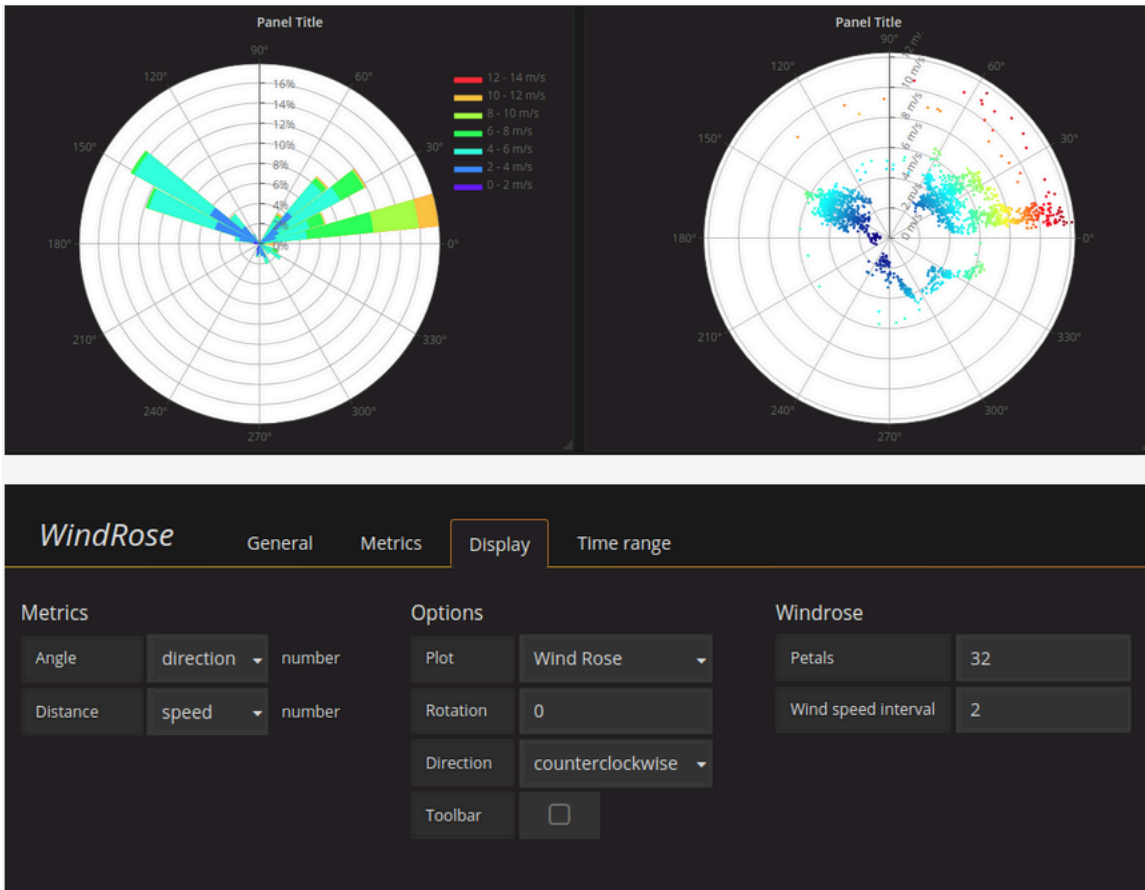 Panel Title
90°
120°
60°
150°
30°
180°
0°
210°
330°
240°
300°
270°
16%
14%
12%
10%
8%
6%
4%
2%
0%
12 - 14 m/s
10 - 12 m/s
8 - 10 m/s
6 - 8 m/s
4 - 6 m/s
2 - 4 m/s
0 - 2 m/s
Panel Title
90°
120°
60°
150°
30°
180°
0°
210°
330°
240°
300°
270°
12 m/.
10 m/s
8 m/s
6 m/s
4 m/s
2 m/s
0 m/s
WindRose
General
Metrics
Display
Time range
Metrics
Angle
direction
number
Distance
speed
number
Options
Plot
Wind Rose
Rotation
0
Direction
counterclockwise
Toolbar
Windrose
Petals
32
Wind speed interval
2